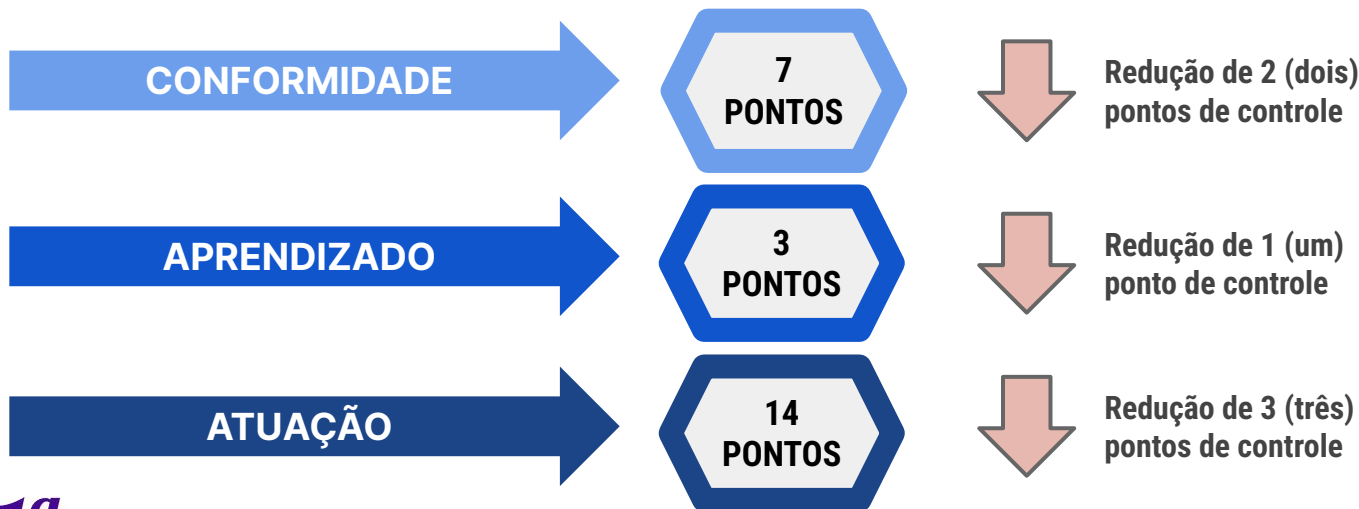 CONFORMIDADE
7
PONTOS
Redução de 2 (dois)
pontos de controle
APRENDIZADO
3
PONTOS
Redução de 1 (um)
ponto de controle
ATUAÇÃO
14
PONTOS
Redução de 3 (três)
pontos de controle